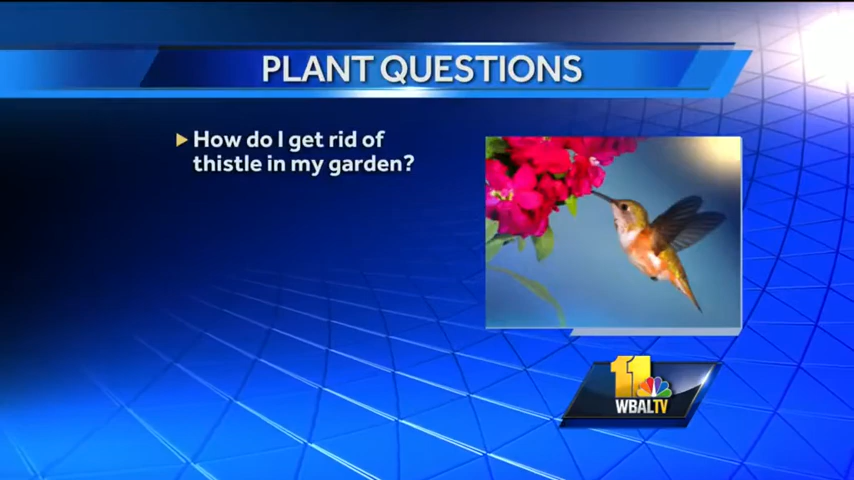 PLANT QUESTIONS
How do I get rid of
thistle in my garden?
11
WBALTV